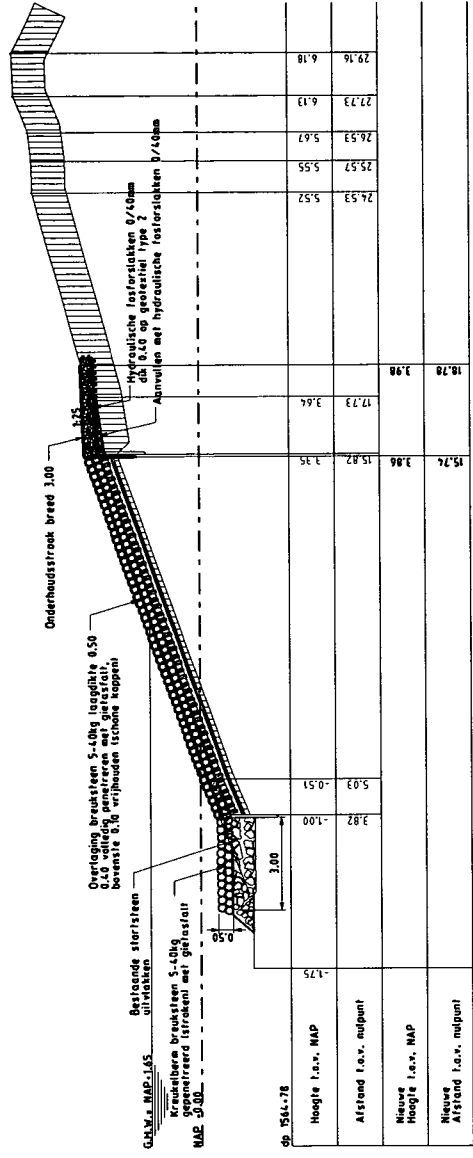 Onderhoudsstrook breed 3,00
1:25
Hydraulische fosforslakken 0/40mm
dik 0.40 op geotextiel type 2
Aanvullen met hydraulische fosforslakken 0/40mm
Overlaging breuksteen 5-40kg laagdikte 0.50
0.40 volledig penetreren met gietasfalt,
bovenste 0.10 vrijhouden (schone koppen)
Bestaande stortsteen
uitvlakken
G.H.W.= NAP+1.65
Kreukelberm breuksteen 5-40kg
gepenetreerd (stroken) met gietasfalt
NAP 0.00
0.50
3.00
dp 1564+78
Hoogte t.o.v. NAP -1.75 -1.00 -0.51 3.35 3.64 5.52 5.55 5.67 6.13 6.18
Afstand t.o.v. nulpunt 3.82 5.03 15.82 17.73 24.53 25.57 26.53 27.73 29.16
Nieuwe
Hoogte t.o.v. NAP 3.86 3.98
Nieuwe
Afstand t.o.v. nulpunt 15.74 18.78